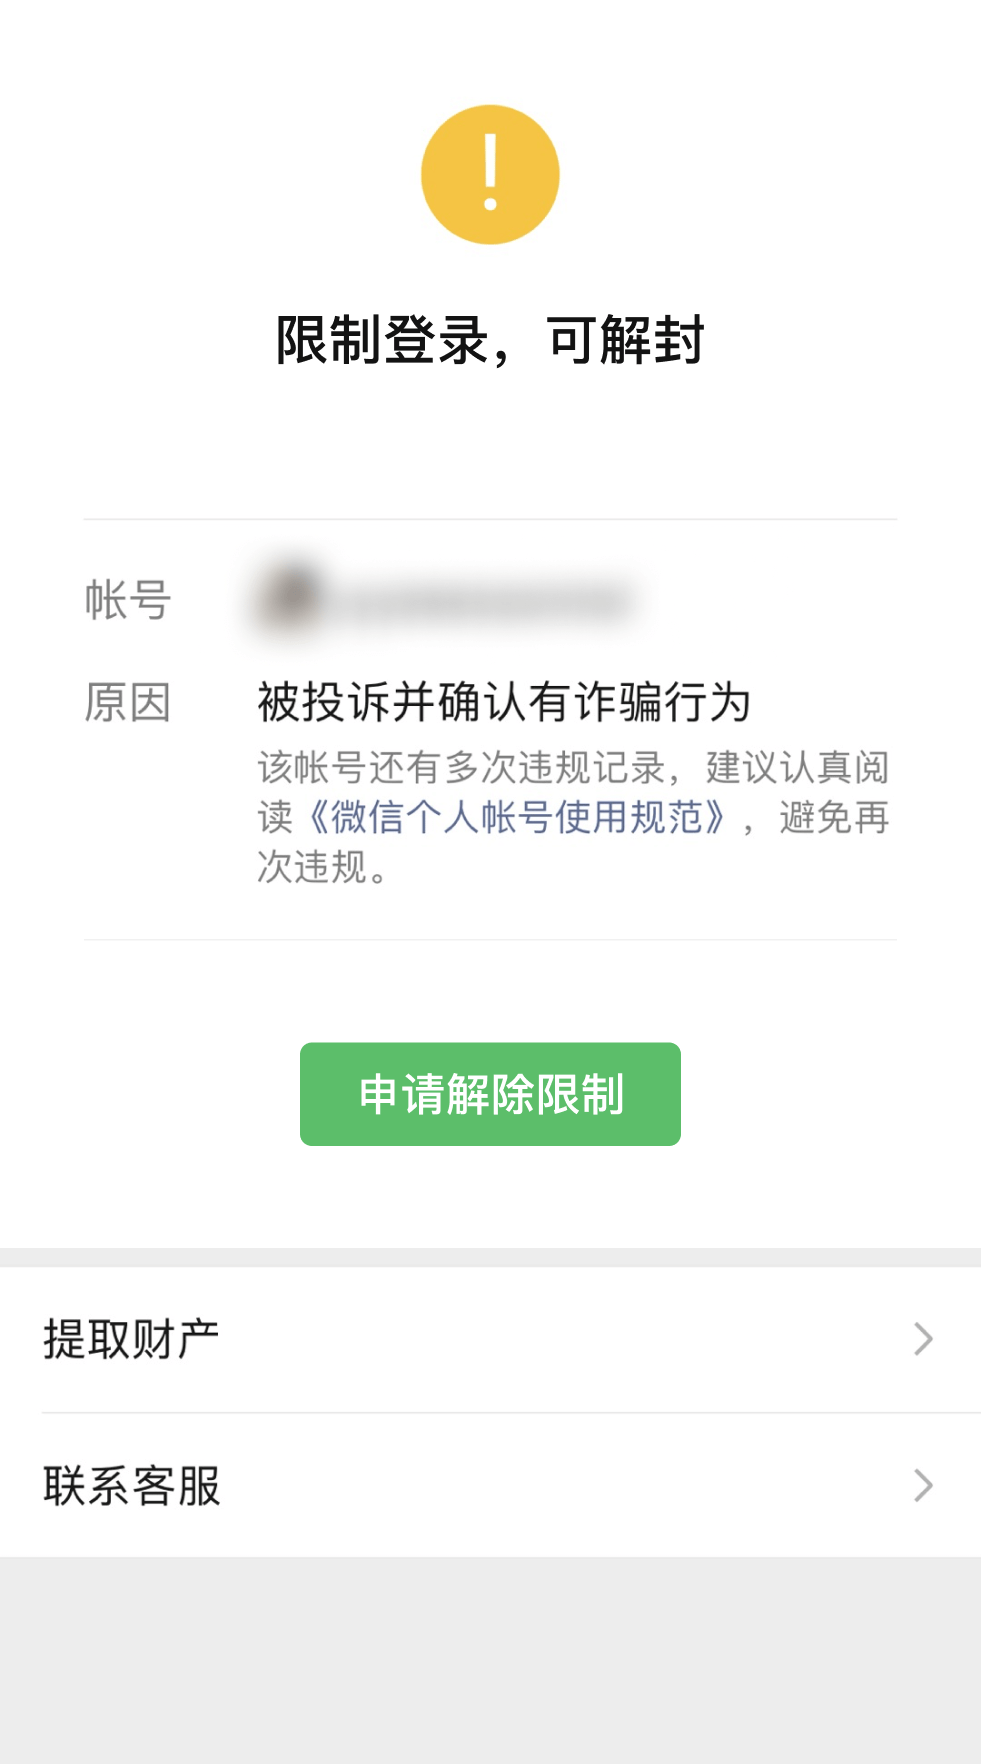 限制登录，可解封
帐号
原因 被投诉并确认有诈骗行为
该帐号还有多次违规记录，建议认真阅
读《微信个人帐号使用规范》，避免再
次违规。
申请解除限制
提取财产
联系客服